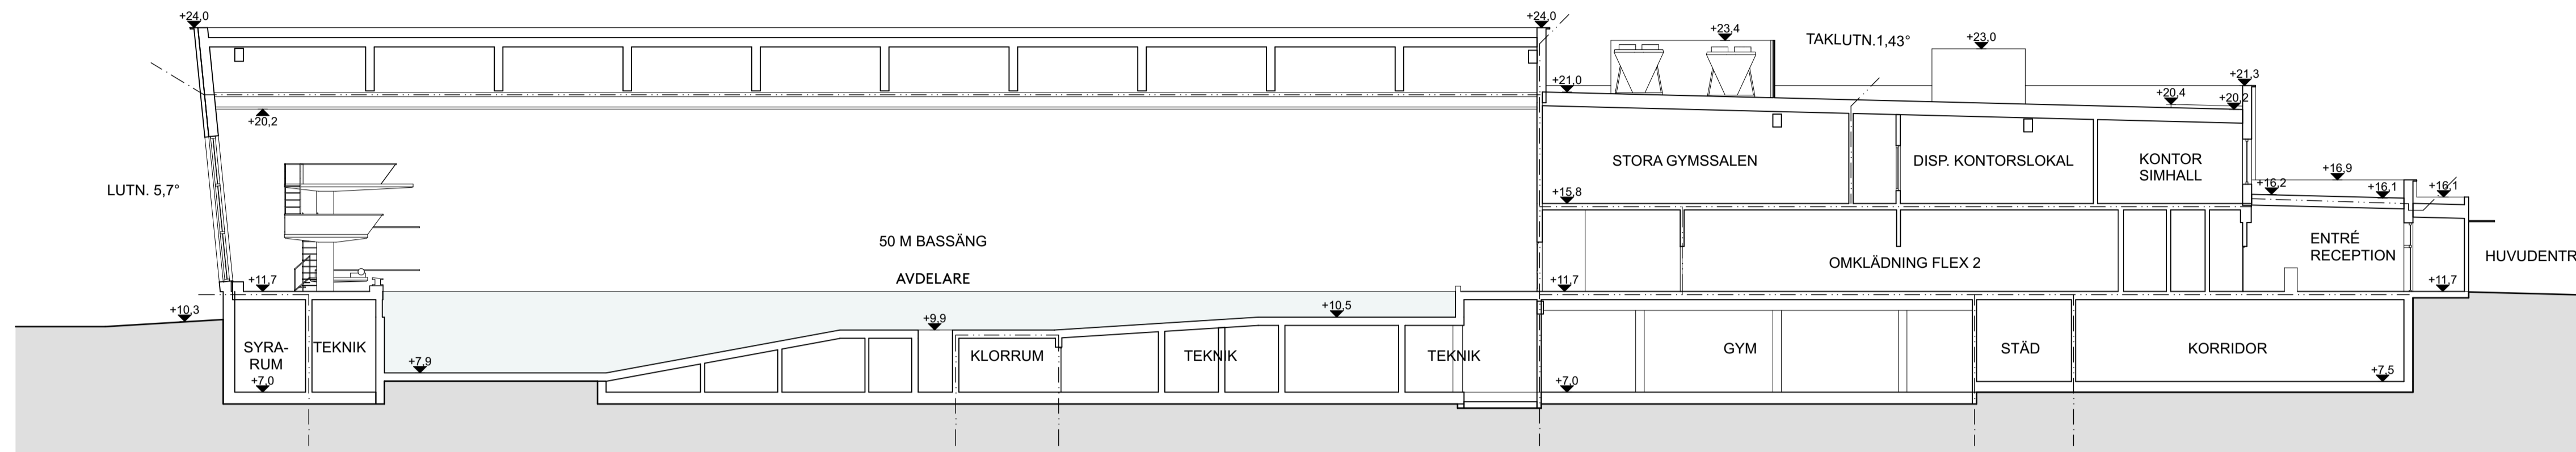 +24,0
+24,0
+23,4
TAKLUTN.1,43°
+23,0
+21,0
+21,3
+20,4
+20,2
+20,2
LUTN. 5,7°
STORA GYMSSALEN
DISP. KONTORSLOKAL
KONTOR
SIMHALL
+15,8
+16,2
+16,9
+16,1
+16,1
50 M BASSÄNG
AVDELARE
OMKLÄDNING FLEX 2
ENTRÉ
RECEPTION
HUVUDENTR
+11,7
+11,7
+11,7
+10,3
+10,5
+9,9
+7,9
SYRA-
RUM
TEKNIK
KLORRUM
TEKNIK
TEKNIK
GYM
STÄD
KORRIDOR
+7,0
+7,0
+7,5